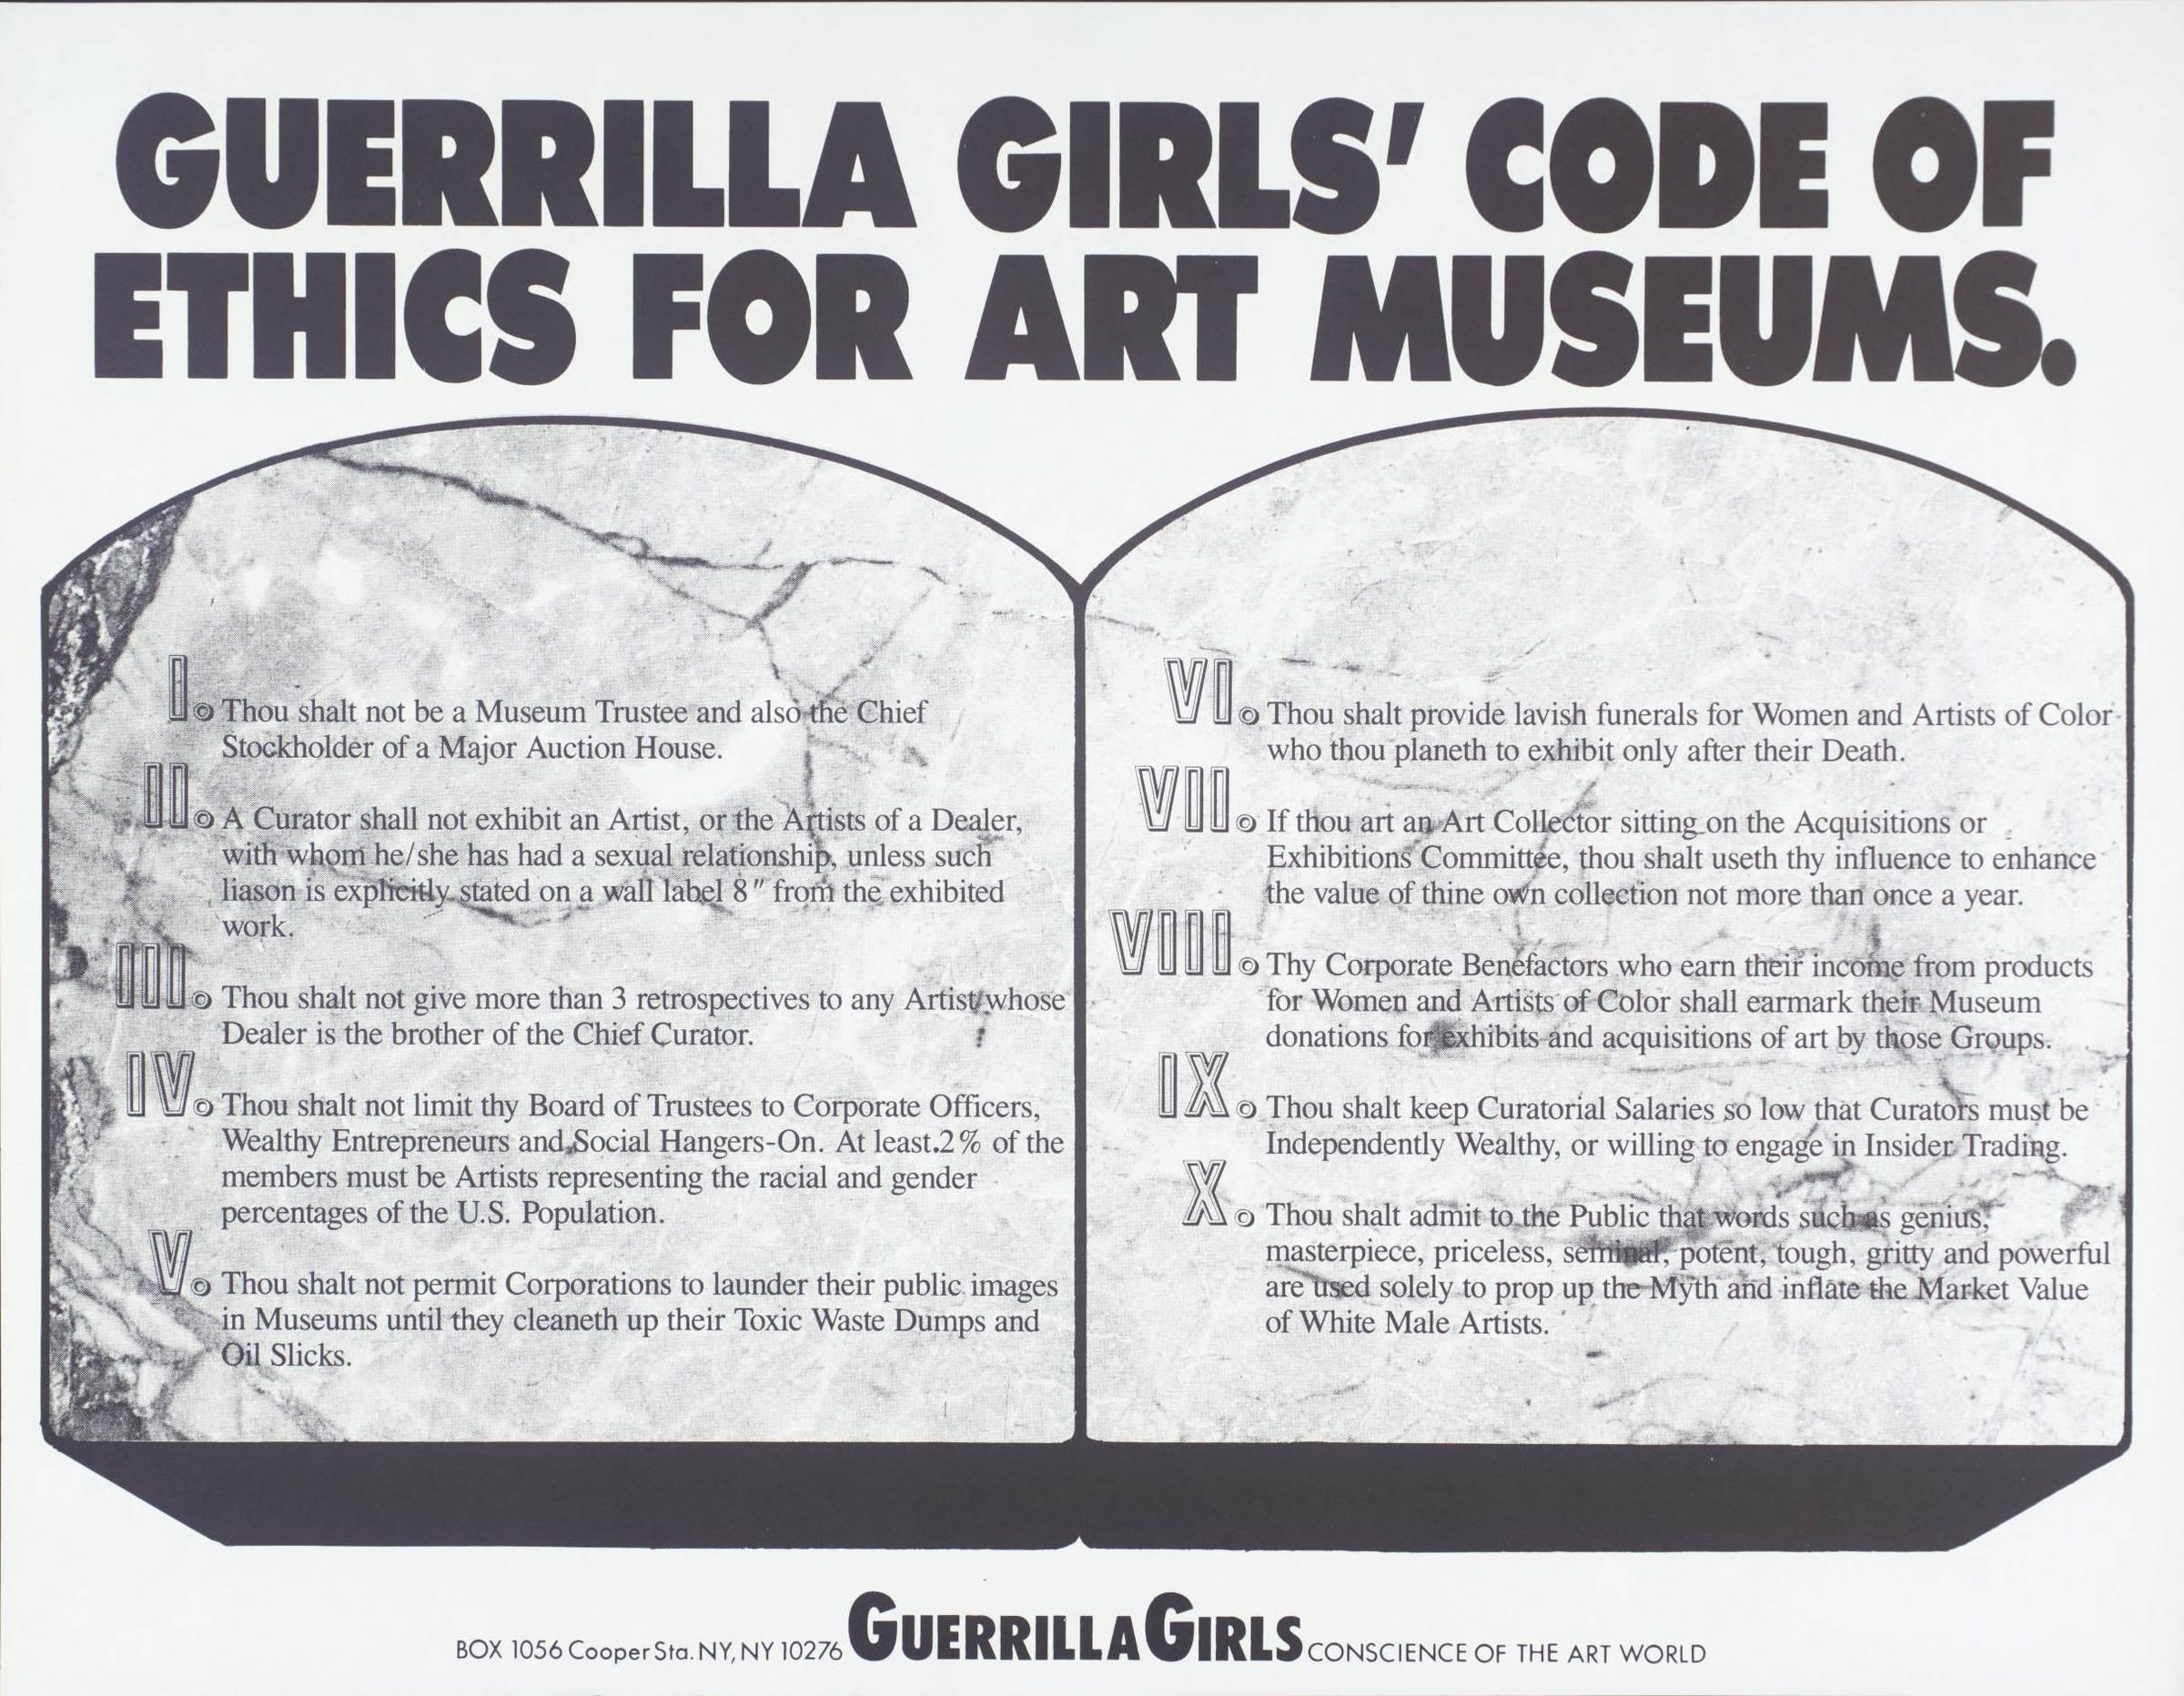 GUERRILLA GIRLS' CODE OF
ETHICS FOR ART MUSEUMS.
I. Thou shalt not be a Museum Trustee and also the Chief
Stockholder of a Major Auction House.
II. A Curator shall not exhibit an Artist, or the Artists of a Dealer,
with whom he/she has had a sexual relationship, unless such
liason is explicitly stated on a wall label 8" from the exhibited
work.
III. Thou shalt not give more than 3 retrospectives to any Artist whose
Dealer is the brother of the Chief Curator.
IV. Thou shalt not limit thy Board of Trustees to Corporate Officers,
Wealthy Entrepreneurs and Social Hangers-On. At least .2% of the
members must be Artists representing the racial and gender
percentages of the U.S. Population.
V. Thou shalt not permit Corporations to launder their public images
in Museums until they cleaneth up their Toxic Waste Dumps and
Oil Slicks.
VI. Thou shalt provide lavish funerals for Women and Artists of Color
who thou planeth to exhibit only after their Death.
VII. If thou art an Art Collector sitting on the Acquisitions or
Exhibitions Committee, thou shalt useth thy influence to enhance
the value of thine own collection not more than once a year.
VIII. Thy Corporate Benefactors who earn their income from products
for Women and Artists of Color shall earmark their Museum
donations for exhibits and acquisitions of art by those Groups.
IX. Thou shalt keep Curatorial Salaries so low that Curators must be
Independently Wealthy, or willing to engage in Insider Trading.
X. Thou shalt admit to the Public that words such as genius,
masterpiece, priceless, seminal, potent, tough, gritty and powerful
are used solely to prop up the Myth and inflate the Market Value
of White Male Artists.
BOX 1056 Cooper Sta. NY, NY 10276 GUERRILLA GIRLS CONSCIENCE OF THE ART WORLD